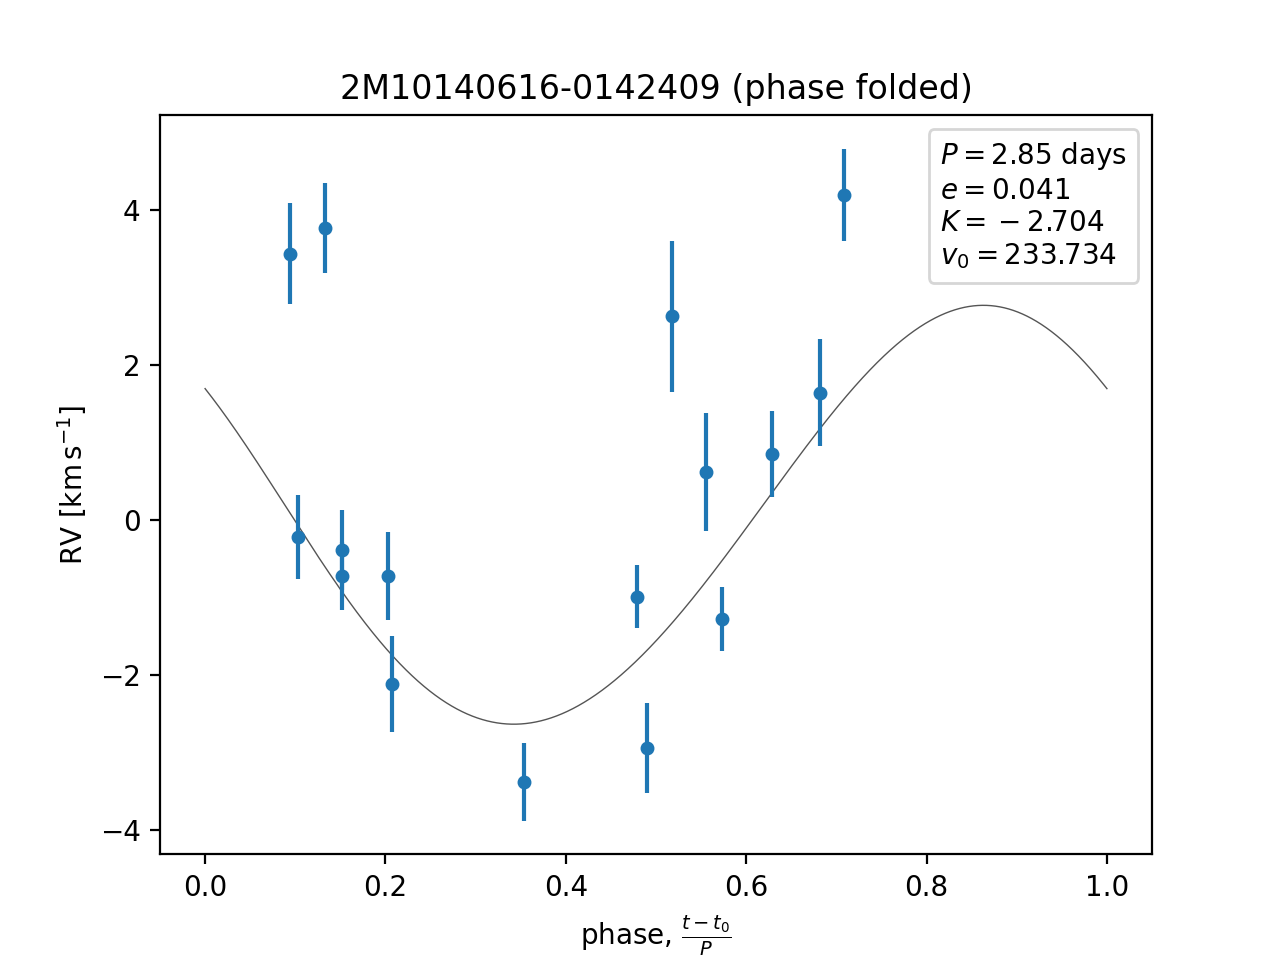 2M10140616-0142409 (phase folded)
P = 2.85 days
e = 0.041
K = −2.704
v₀ = 233.734
4
2
0
−2
−4
RV [km s⁻¹]
0.0 0.2 0.4 0.6 0.8 1.0
phase, (t − t₀)/P